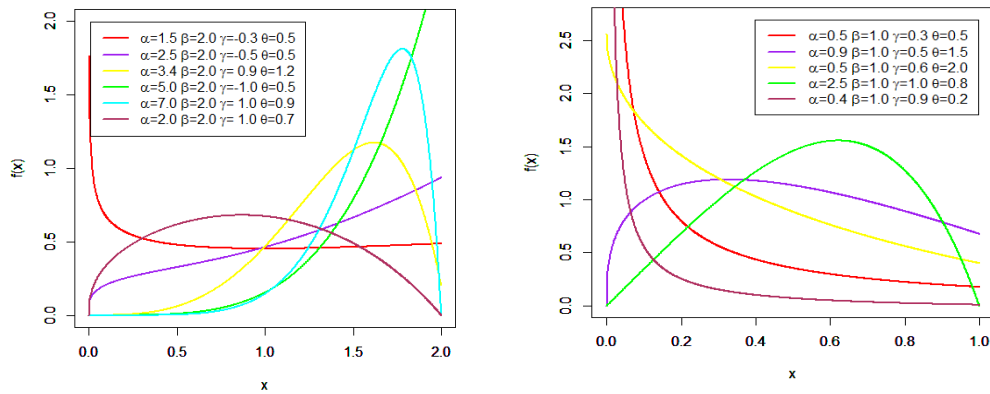 α=1.5 β=2.0 γ=-0.3 θ=0.5
α=2.5 β=2.0 γ=-0.5 θ=0.5
α=3.4 β=2.0 γ= 0.9 θ=1.2
α=5.0 β=2.0 γ=-1.0 θ=0.5
α=7.0 β=2.0 γ= 1.0 θ=0.9
α=2.0 β=2.0 γ= 1.0 θ=0.7
f(x)
0.0 0.5 1.0 1.5 2.0
0.0 0.5 1.0 1.5 2.0
x
α=0.5 β=1.0 γ=0.3 θ=0.5
α=0.9 β=1.0 γ=0.5 θ=1.5
α=0.5 β=1.0 γ=0.6 θ=2.0
α=2.5 β=1.0 γ=1.0 θ=0.8
α=0.4 β=1.0 γ=0.9 θ=0.2
f(x)
0.0 0.5 1.0 1.5 2.0 2.5
0.0 0.2 0.4 0.6 0.8 1.0
x